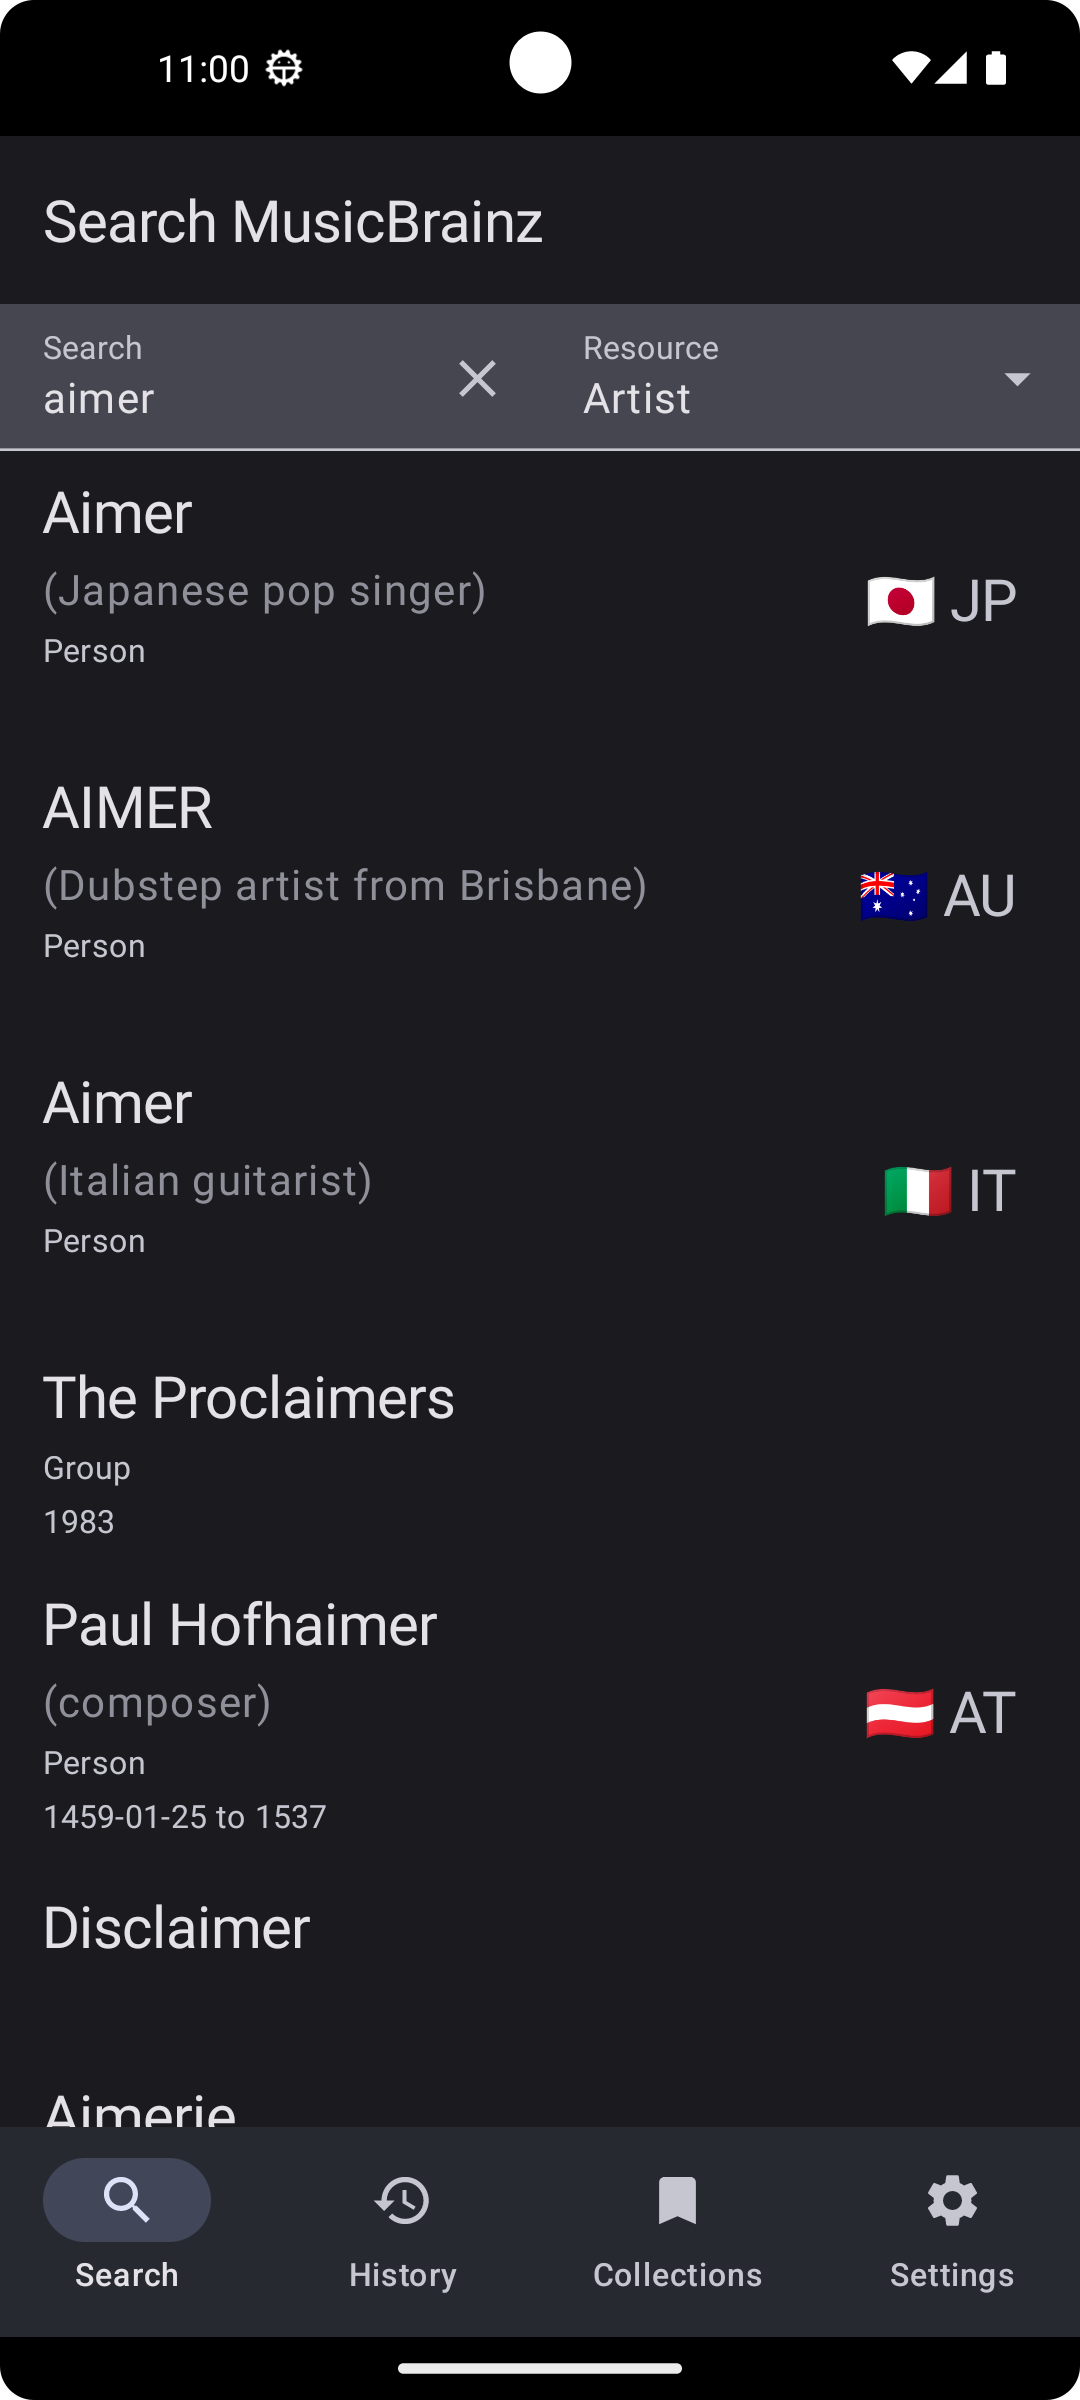 11:00
Search MusicBrainz
Search
aimer
Resource
Artist
Aimer
(Japanese pop singer)
Person
JP
AIMER
(Dubstep artist from Brisbane)
Person
AU
Aimer
(Italian guitarist)
Person
IT
The Proclaimers
Group
1983
Paul Hofhaimer
(composer)
Person
1459-01-25 to 1537
AT
Disclaimer
Aimerie
Search
History
Collections
Settings